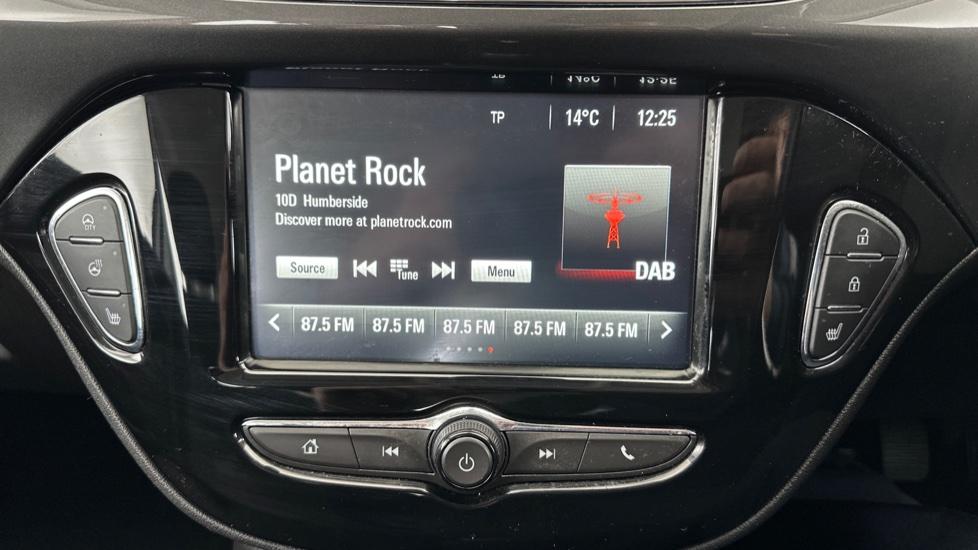 TP 14°C 12:25
Planet Rock
10D Humberside
Discover more at planetrock.com
Source Tune Menu
DAB
87.5 FM 87.5 FM 87.5 FM 87.5 FM 87.5 FM
CITY